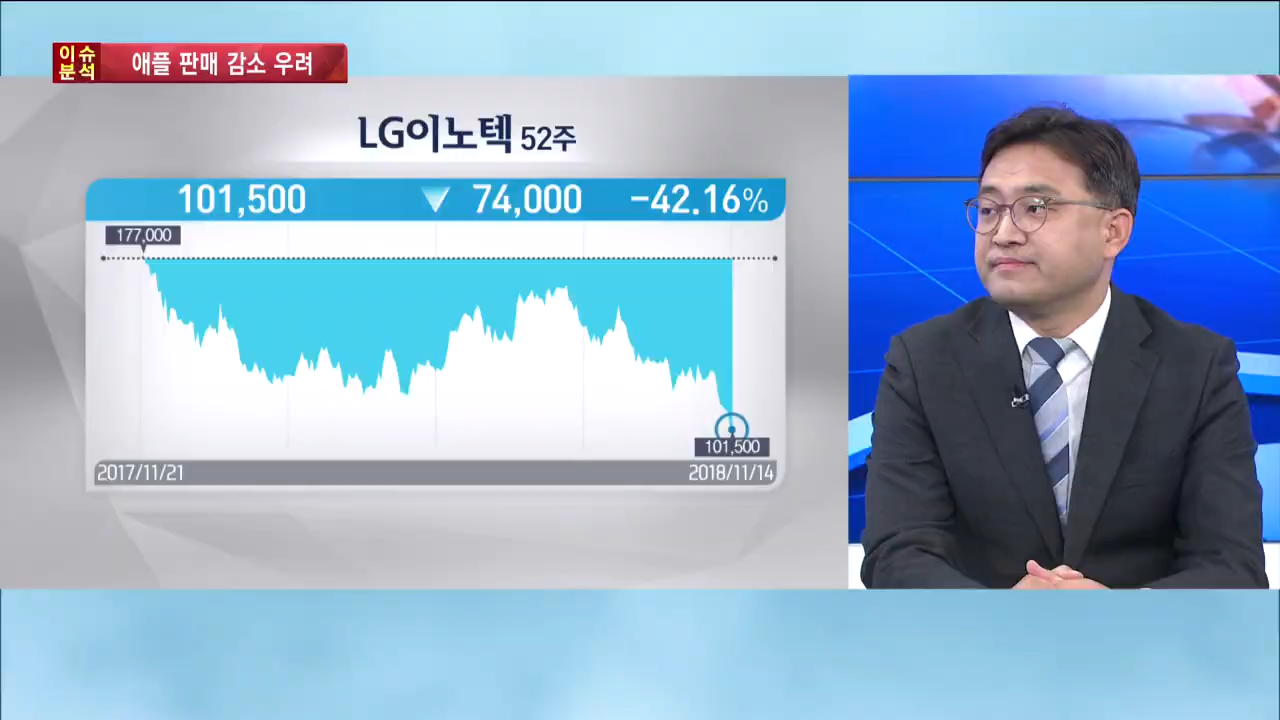 이슈
분석
애플 판매 감소 우려
LG이노텍 52주
101,500 ▼ 74,000 -42.16%
177,000
101,500
2017/11/21 2018/11/14